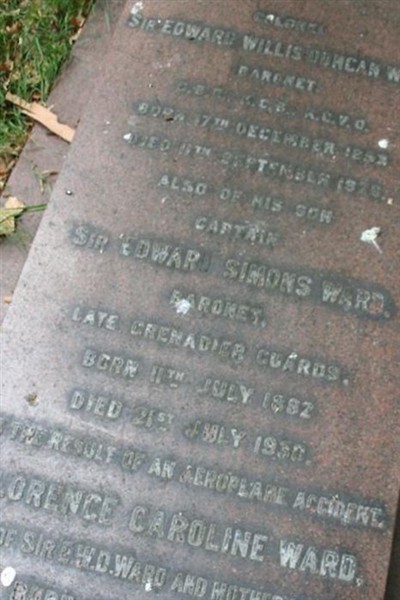 COLONEL
SIR EDWARD WILLIS DUNCAN W
BARONET.
G.B.E., K.C.B., K.C.V.O.
BORN 17TH DECEMBER 1853
DIED 11TH SEPTEMBER 1928.
ALSO OF HIS SON
CAPTAIN
SIR EDWARD SIMONS WARD.
BARONET.
LATE GRENADIER GUARDS.
BORN 11TH JULY 1882
DIED 21ST JULY 1930.
THE RESULT OF AN AEROPLANE ACCIDENT.
LORENCE CAROLINE WARD,
OF SIR E.W.D. WARD AND MOTHE